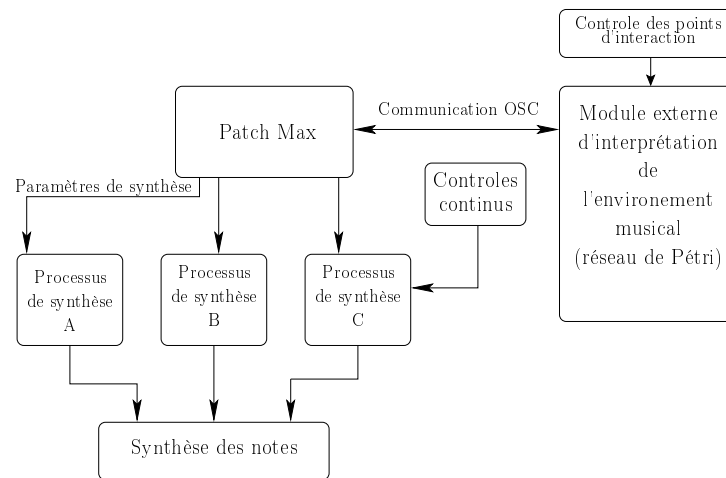 Controle des points
d'interaction
Communication OSC
Patch Max
Module externe
d'interprétation
de
l'environement
musical
(réseau de Pétri)
Controles
continus
Paramètres de synthèse
Processus
de synthèse
A
Processus
de synthèse
B
Processus
de synthèse
C
Synthèse des notes